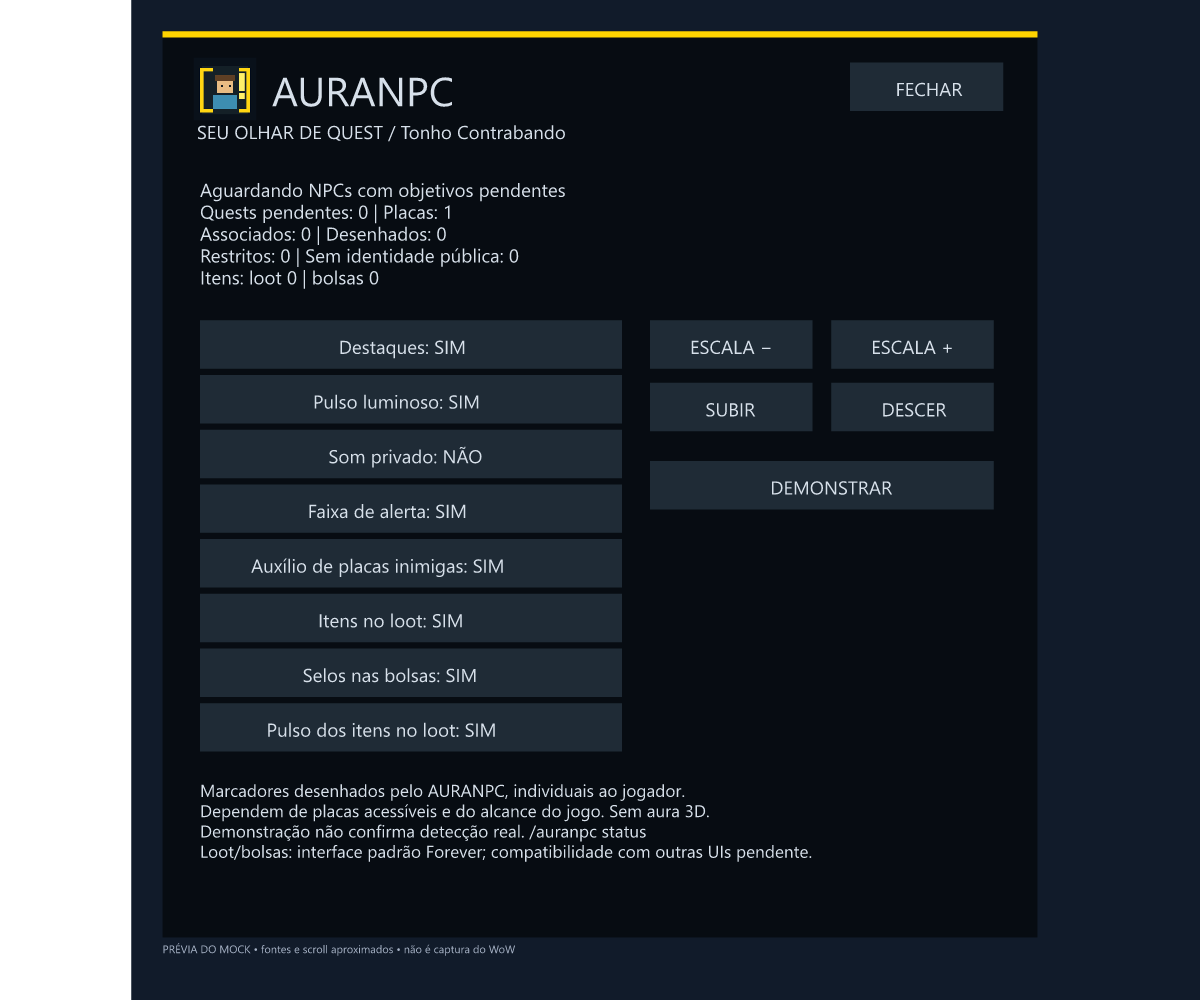 AURANPC
FECHAR
SEU OLHAR DE QUEST / Tonho Contrabando
Aguardando NPCs com objetivos pendentes
Quests pendentes: 0 | Placas: 1
Associados: 0 | Desenhados: 0
Restritos: 0 | Sem identidade pública: 0
Itens: loot 0 | bolsas 0
Destaques: SIM
ESCALA −
ESCALA +
Pulso luminoso: SIM
SUBIR
DESCER
Som privado: NÃO
DEMONSTRAR
Faixa de alerta: SIM
Auxílio de placas inimigas: SIM
Itens no loot: SIM
Selos nas bolsas: SIM
Pulso dos itens no loot: SIM
Marcadores desenhados pelo AURANPC, individuais ao jogador.
Dependem de placas acessíveis e do alcance do jogo. Sem aura 3D.
Demonstração não confirma detecção real. /auranpc status
Loot/bolsas: interface padrão Forever; compatibilidade com outras UIs pendente.
PRÉVIA DO MOCK • fontes e scroll aproximados • não é captura do WoW